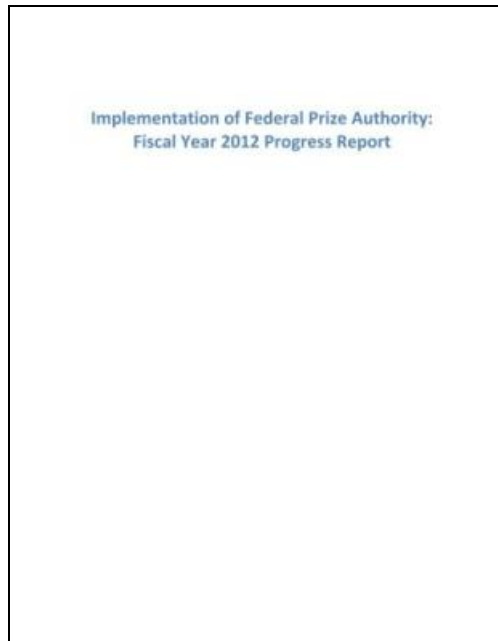 Implementation of Federal Prize Authority:
Fiscal Year 2012 Progress Report